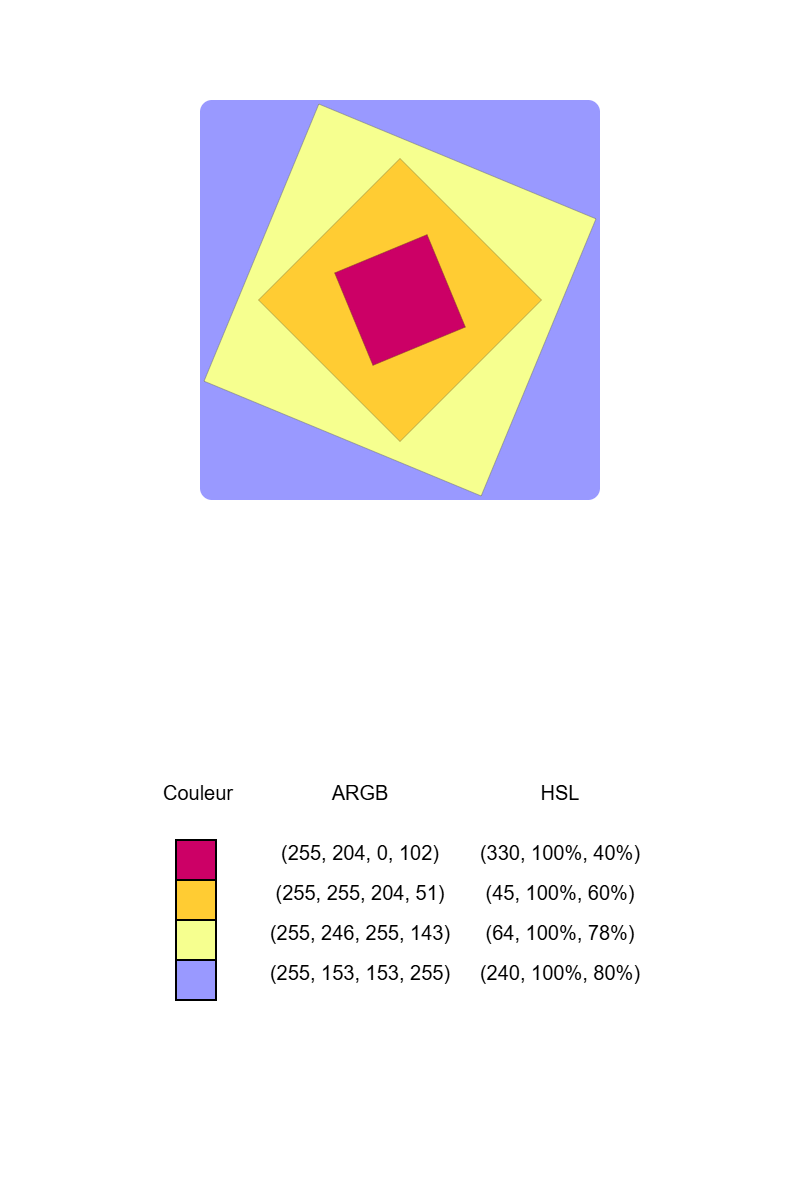 Couleur ARGB HSL
(255, 204, 0, 102) (330, 100%, 40%)
(255, 255, 204, 51) (45, 100%, 60%)
(255, 246, 255, 143) (64, 100%, 78%)
(255, 153, 153, 255) (240, 100%, 80%)